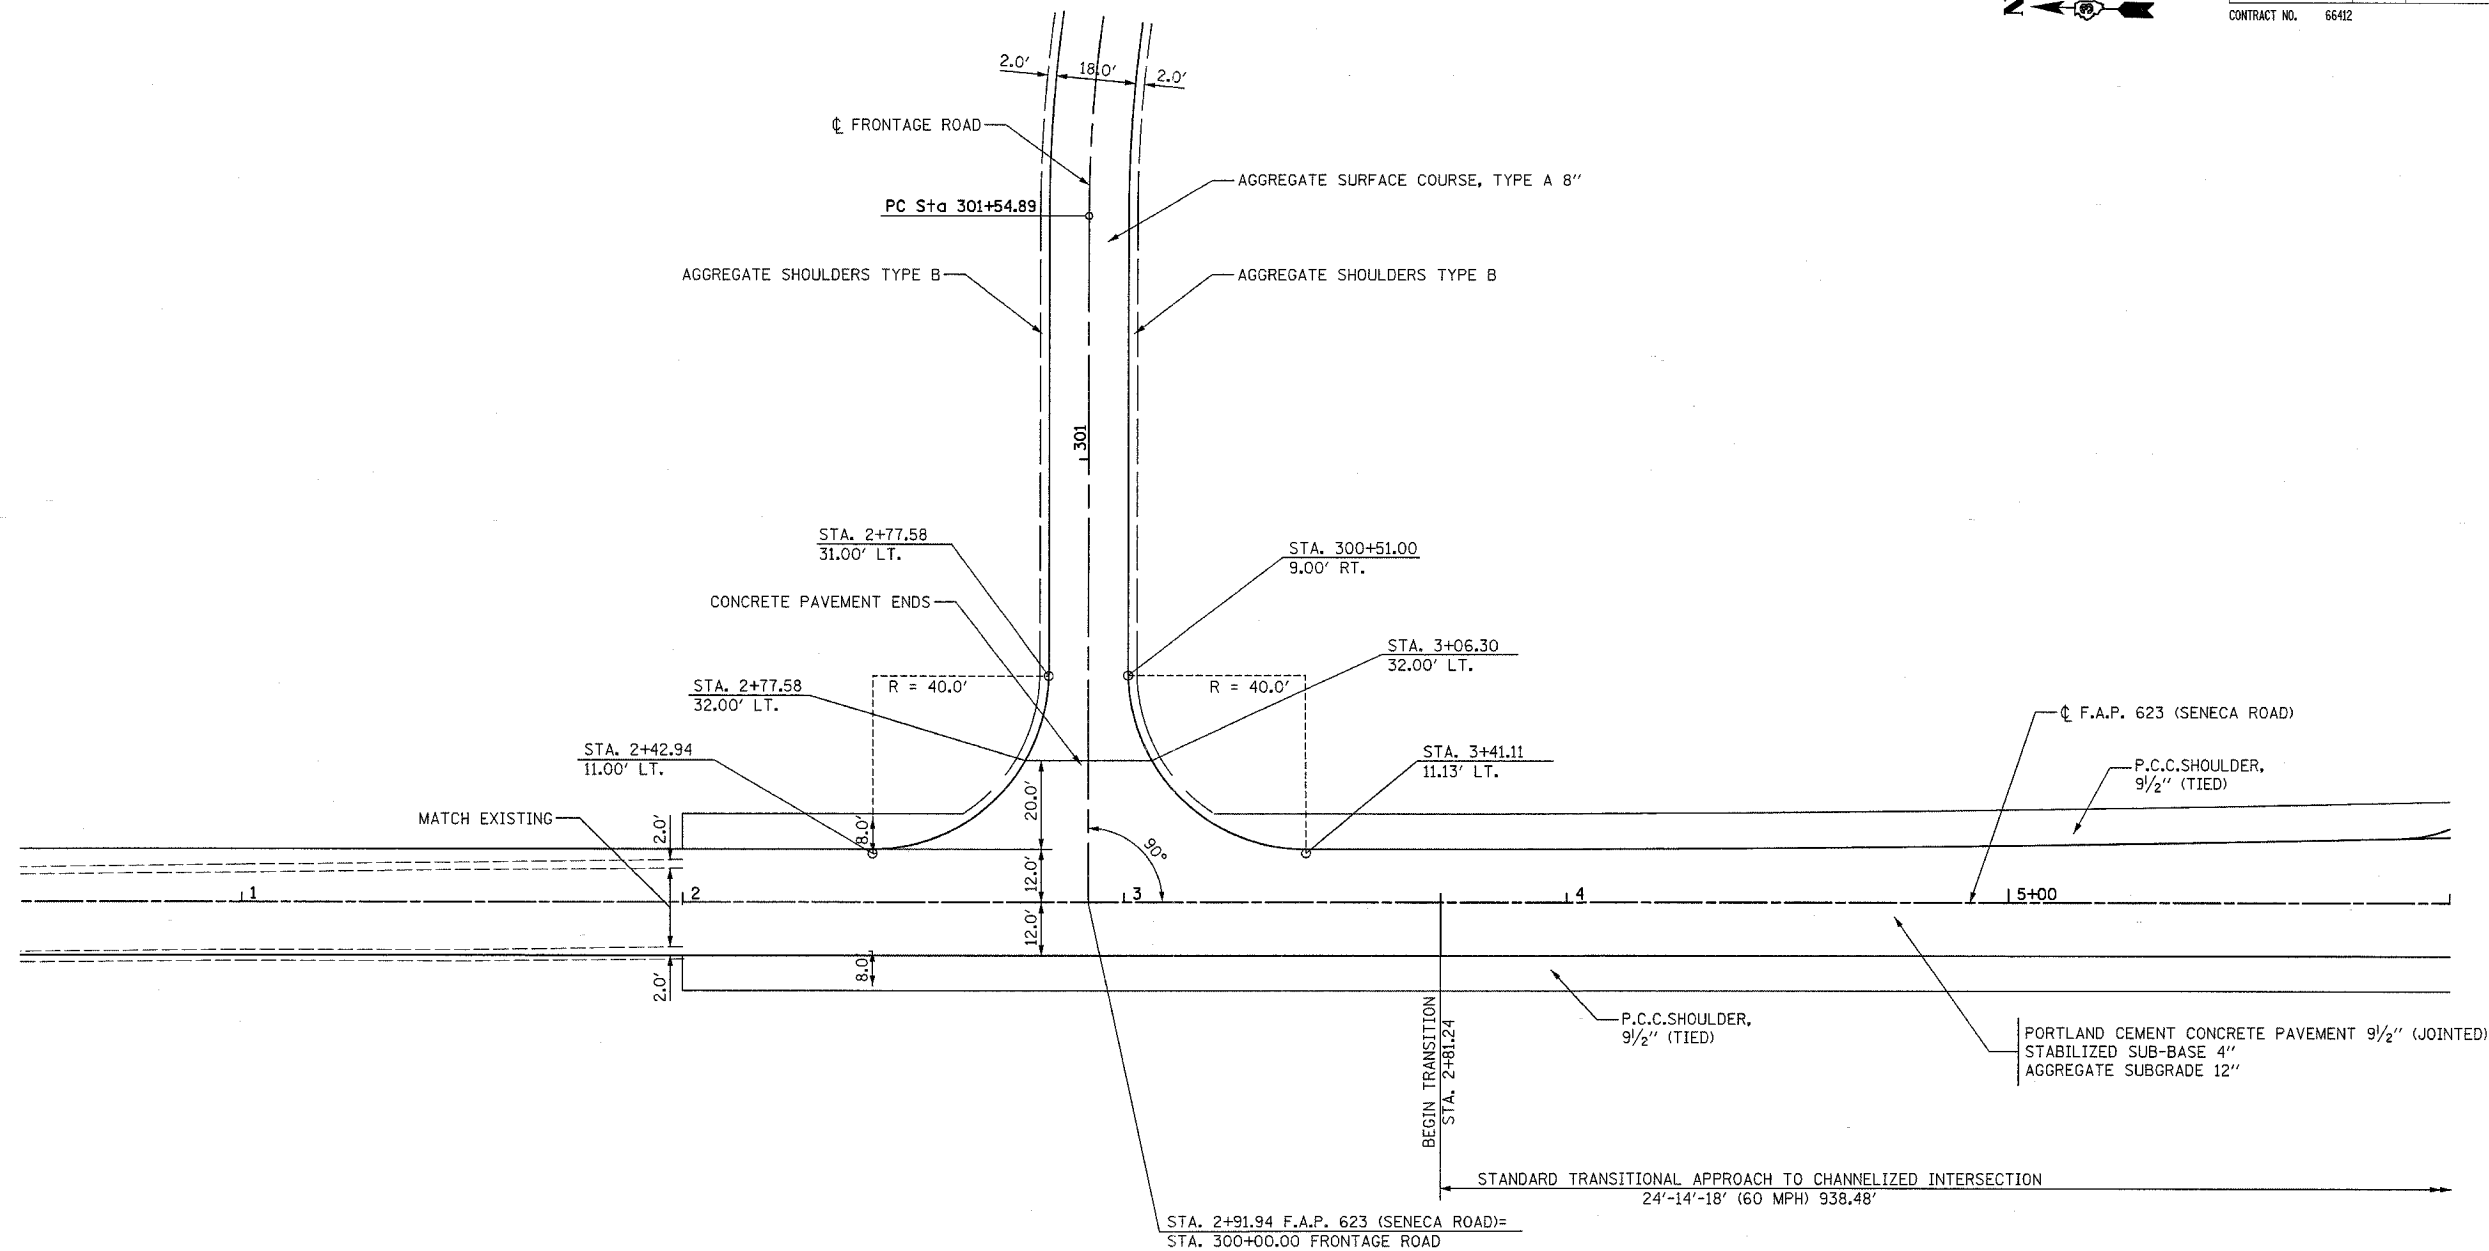 N
CONTRACT NO. 66412
2.0'
18.0'
2.0'
℄ FRONTAGE ROAD
AGGREGATE SURFACE COURSE, TYPE A 8"
PC Sta 301+54.89
AGGREGATE SHOULDERS TYPE B
AGGREGATE SHOULDERS TYPE B
301
STA. 2+77.58
31.00' LT.
STA. 300+51.00
9.00' RT.
CONCRETE PAVEMENT ENDS
STA. 3+06.30
32.00' LT.
R = 40.0'
R = 40.0'
STA. 2+77.58
32.00' LT.
℄ F.A.P. 623 (SENECA ROAD)
STA. 2+42.94
11.00' LT.
STA. 3+41.11
11.13' LT.
P.C.C.SHOULDER,
9½" (TIED)
MATCH EXISTING
2.0'
8.0'
20.0'
90°
12.0'
1
2
3
4
5+00
12.0'
2.0'
8.0'
BEGIN TRANSITION
STA. 2+81.24
P.C.C.SHOULDER,
9½" (TIED)
PORTLAND CEMENT CONCRETE PAVEMENT 9½" (JOINTED)
STABILIZED SUB-BASE 4"
AGGREGATE SUBGRADE 12"
STANDARD TRANSITIONAL APPROACH TO CHANNELIZED INTERSECTION
24'-14'-18' (60 MPH) 938.48'
STA. 2+91.94 F.A.P. 623 (SENECA ROAD)=
STA. 300+00.00 FRONTAGE ROAD